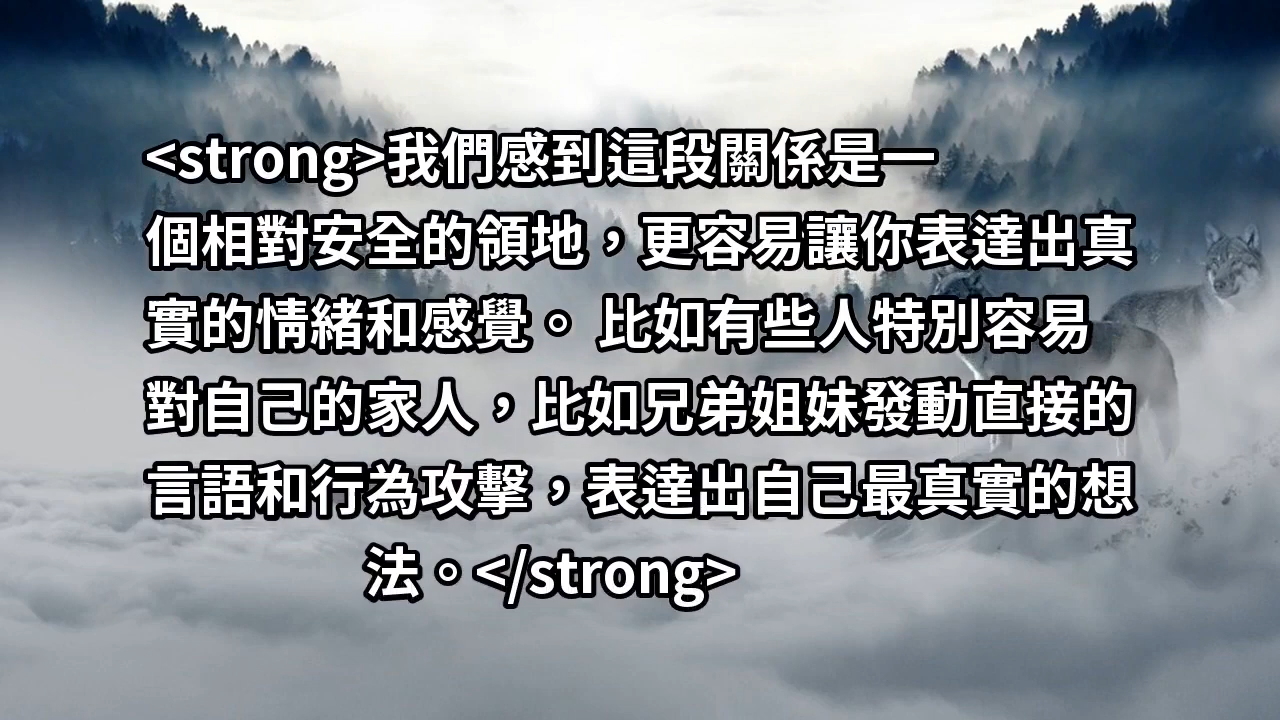 <strong>我們感到這段關係是一
個相對安全的領地，更容易讓你表達出真
實的情緒和感覺。 比如有些人特別容易
對自己的家人，比如兄弟姐妹發動直接的
言語和行為攻擊，表達出自己最真實的想
法。</strong>